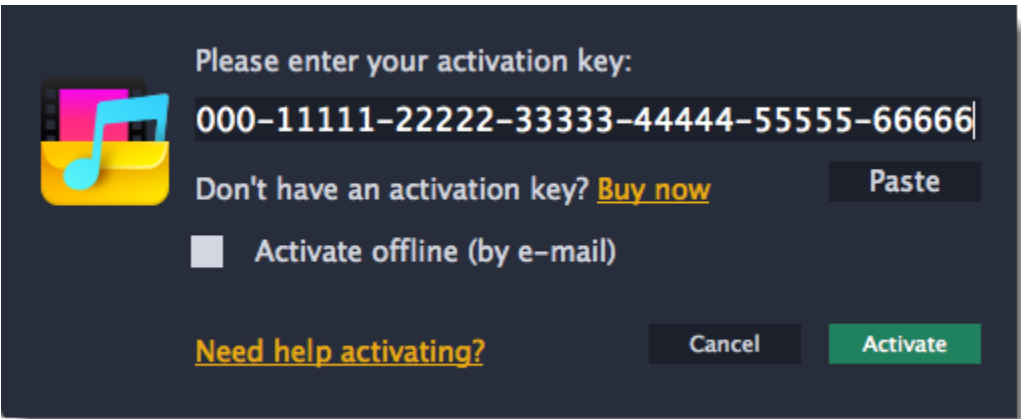 Please enter your activation key:
000-11111-22222-33333-44444-55555-66666
Don't have an activation key? Buy now
Paste
Activate offline (by e-mail)
Need help activating?
Cancel
Activate